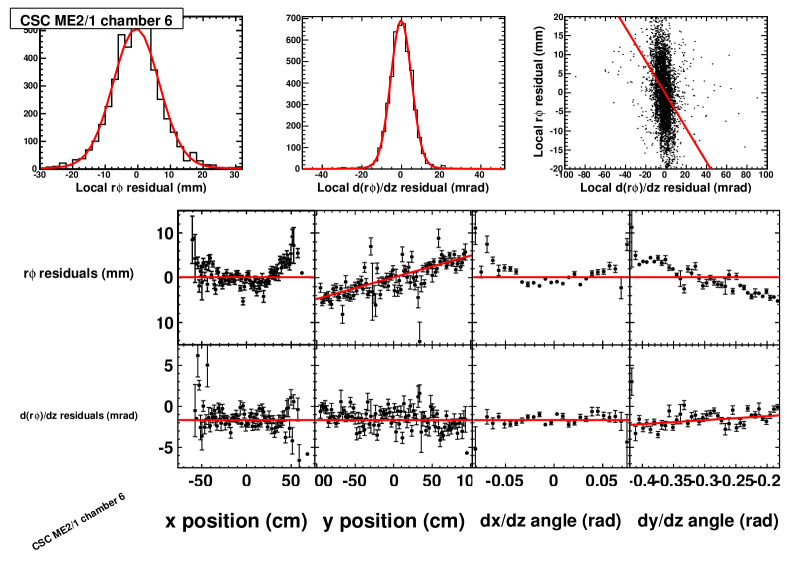 CSC ME2/1 chamber 6
500
400
300
200
100
0
-30 -20 -10 0 10 20 30
Local rϕ residual (mm)
700
600
500
400
300
200
100
0
-40 -20 0 20 40
Local d(rϕ)/dz residual (mrad)
Local rϕ residual (mm)
20
15
10
5
0
-5
-10
-15
-20
-100 -80 -60 -40 -20 0 20 40 60 80 100
Local d(rϕ)/dz residual (mrad)
rϕ residuals (mm)
10
0
10
d(rϕ)/dz residuals (mrad)
5
0
-5
-50 0 50
00 -50 0 50 10
-0.05 0 0.05
-0.4-0.35-0.3-0.25-0.2
x position (cm) y position (cm) dx/dz angle (rad) dy/dz angle (rad)
CSC ME2/1 chamber 6